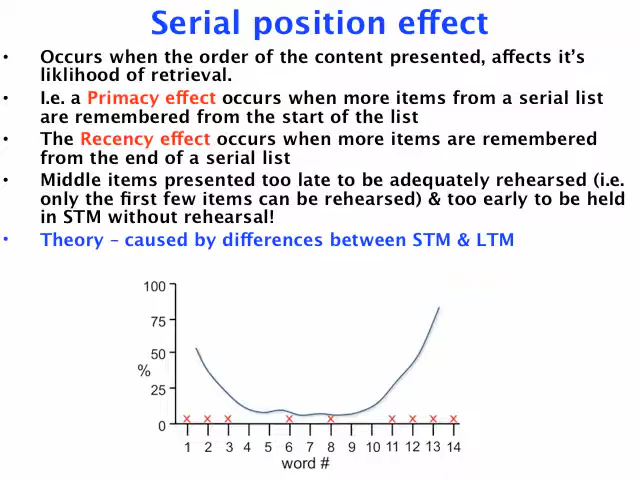 Serial position effect
• Occurs when the order of the content presented, affects it's
liklihood of retrieval.
• I.e. a Primacy effect occurs when more items from a serial list
are remembered from the start of the list
• The Recency effect occurs when more items are remembered
from the end of a serial list
• Middle items presented too late to be adequately rehearsed (i.e.
only the first few items can be rehearsed) & too early to be held
in STM without rehearsal!
• Theory – caused by differences between STM & LTM
100
75
50
%
25
0
x x x x x x x x x
1 2 3 4 5 6 7 8 9 10 11 12 13 14
word #